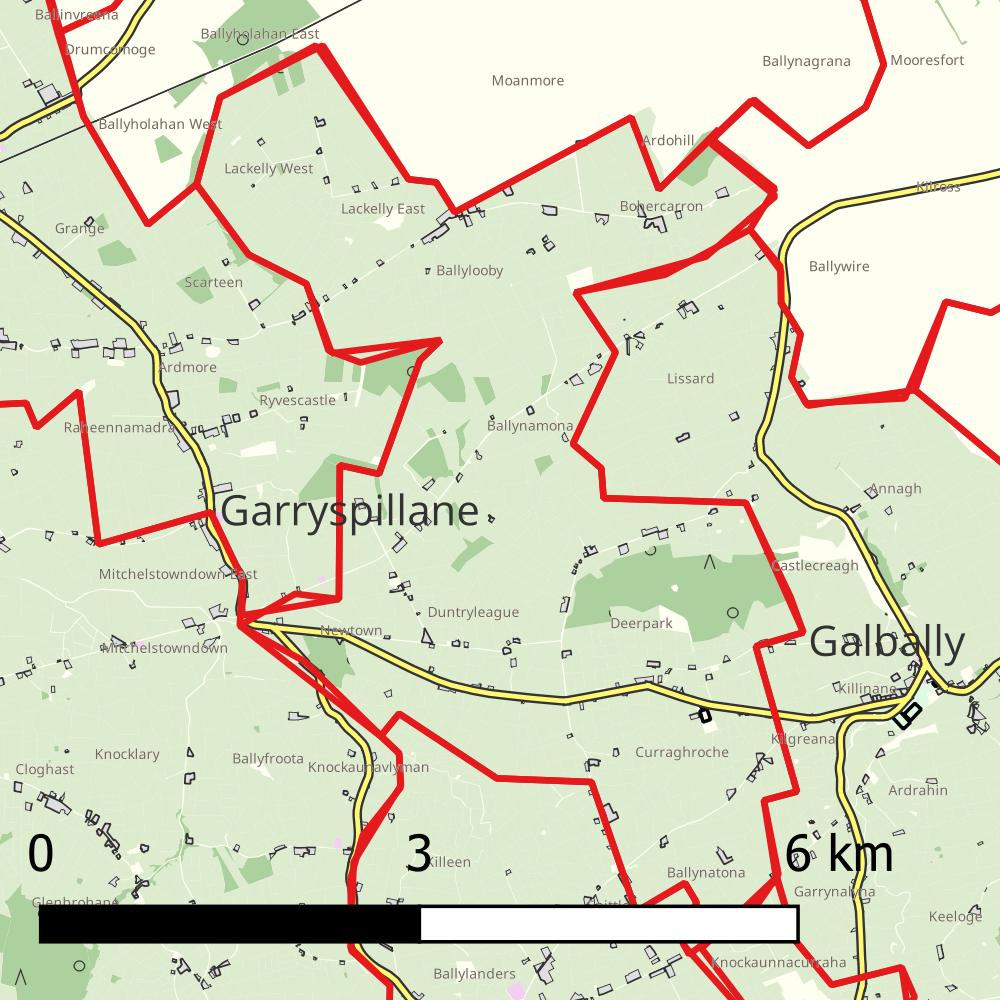 Ballinvreena
Drumcomoge
Ballyholahan East
Moanmore
Ballynagrana
Mooresfort
Ballyholahan West
Ardohill
Lackelly West
Kilross
Lackelly East
Bohercarron
Grange
Ballylooby
Ballywire
Scarteen
Ardmore
Lissard
Ryvescastle
Raheennamadra
Ballynamona
Annagh
Garryspillane
Castlecreagh
Mitchelstowndown East
Duntryleague
Deerpark
Newtown
Galbally
Mitchelstowndown
Killinane
Kilgreana
Curraghroche
Knocklary
Ballyfroota
Knockaunavlyman
Cloghast
Ardrahin
0
3
6 km
Killeen
Ballynatona
Garrynalyna
Glenbrohane
Keeloge
Knockaunnacurraha
Ballylanders